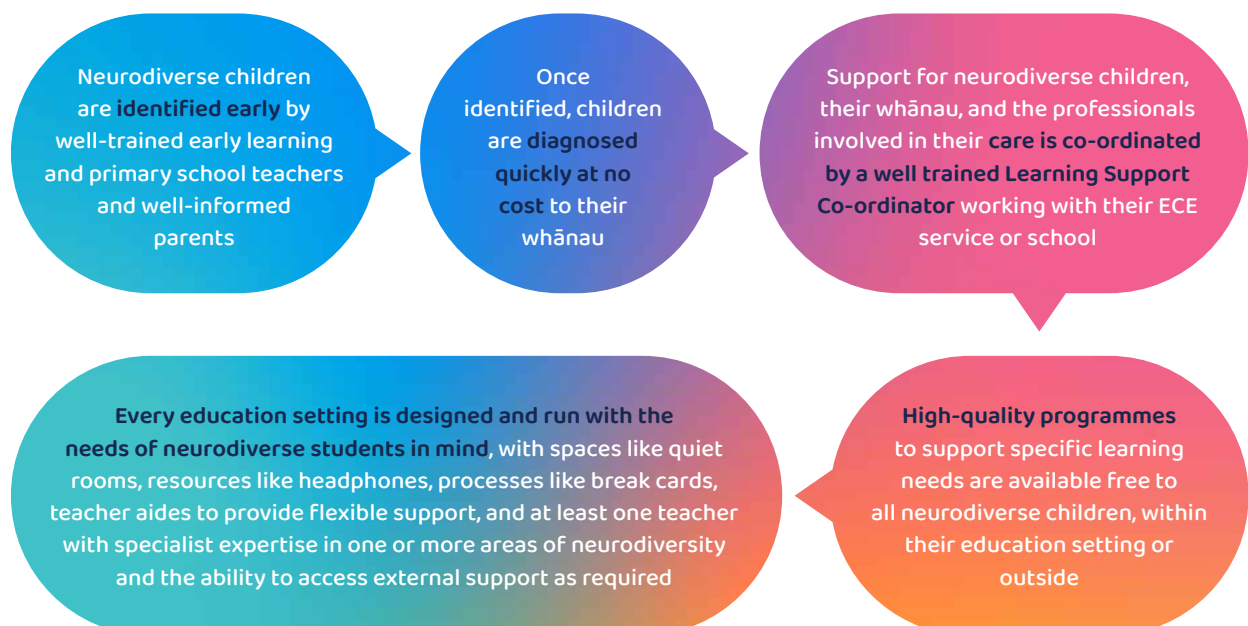 Neurodiverse children
are identified early by
well-trained early learning
and primary school teachers
and well-informed
parents
Once
identified, children
are diagnosed
quickly at no
cost to their
whānau
Support for neurodiverse children,
their whānau, and the professionals
involved in their care is co-ordinated
by a well trained Learning Support
Co-ordinator working with their ECE
service or school
High-quality programmes
to support specific learning
needs are available free to
all neurodiverse children, within
their education setting or
outside
Every education setting is designed and run with the
needs of neurodiverse students in mind, with spaces like quiet
rooms, resources like headphones, processes like break cards,
teacher aides to provide flexible support, and at least one teacher
with specialist expertise in one or more areas of neurodiversity
and the ability to access external support as required